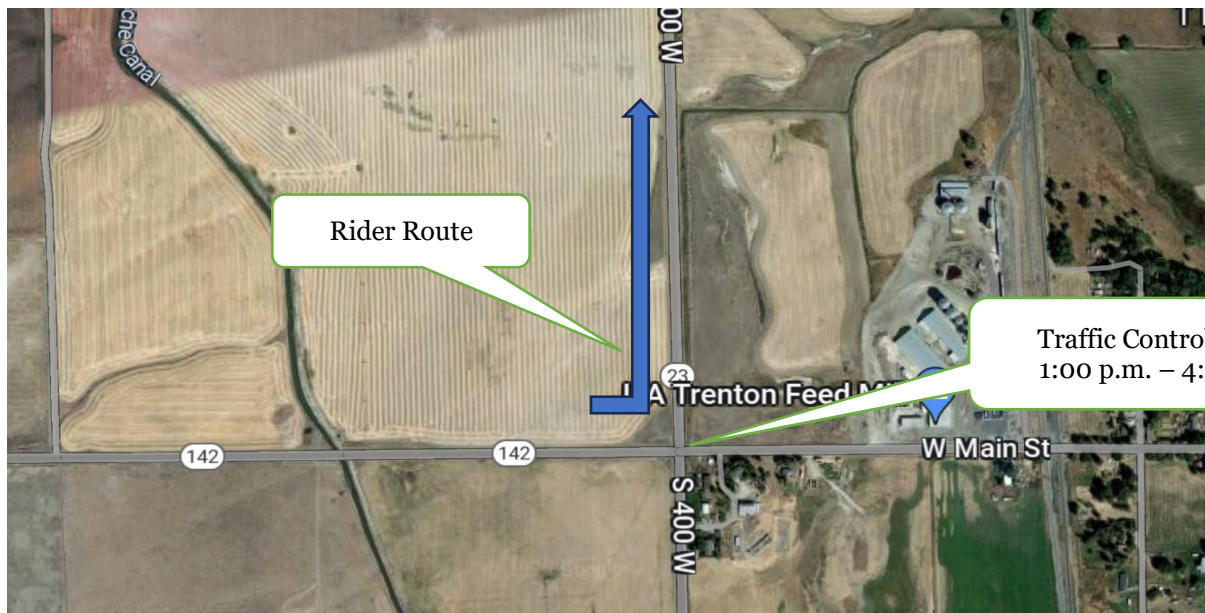 che Canal
00 W
Rider Route
Traffic Control
1:00 p.m. – 4:
23
A Trenton Feed Mi
142
142
W Main St
S 400 W